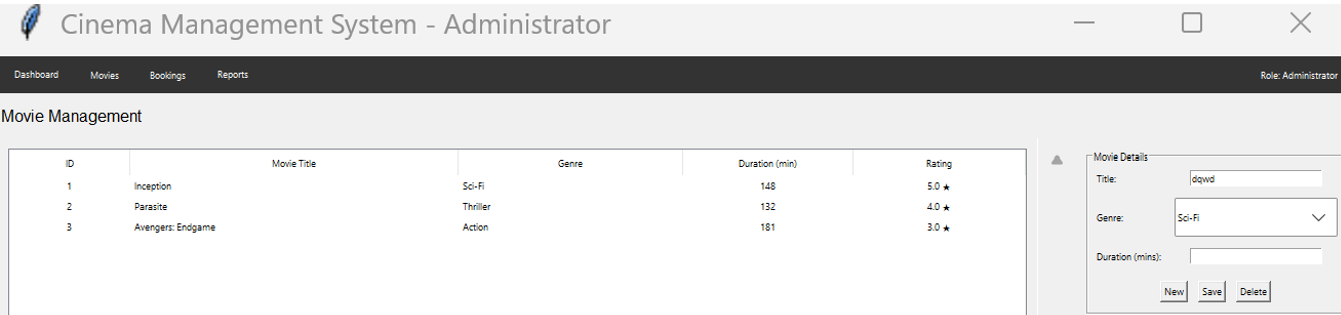 Cinema Management System - Administrator
Dashboard Movies Bookings Reports Role: Administrator
Movie Management
ID Movie Title Genre Duration (min) Rating
1 Inception Sci-Fi 148 5.0 ★
2 Parasite Thriller 132 4.0 ★
3 Avengers: Endgame Action 181 3.0 ★
Movie Details
Title: dqwd
Genre: Sci-Fi
Duration (mins):
New Save Delete